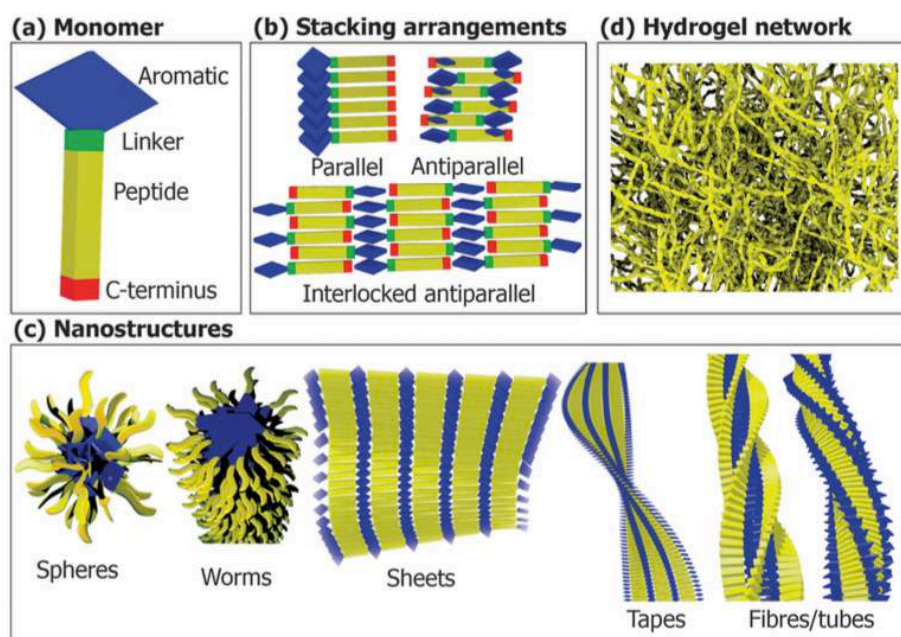 (a) Monomer
Aromatic
Linker
Peptide
C-terminus
(b) Stacking arrangements
Parallel
Antiparallel
Interlocked antiparallel
(d) Hydrogel network
(c) Nanostructures
Spheres
Worms
Sheets
Tapes
Fibres/tubes